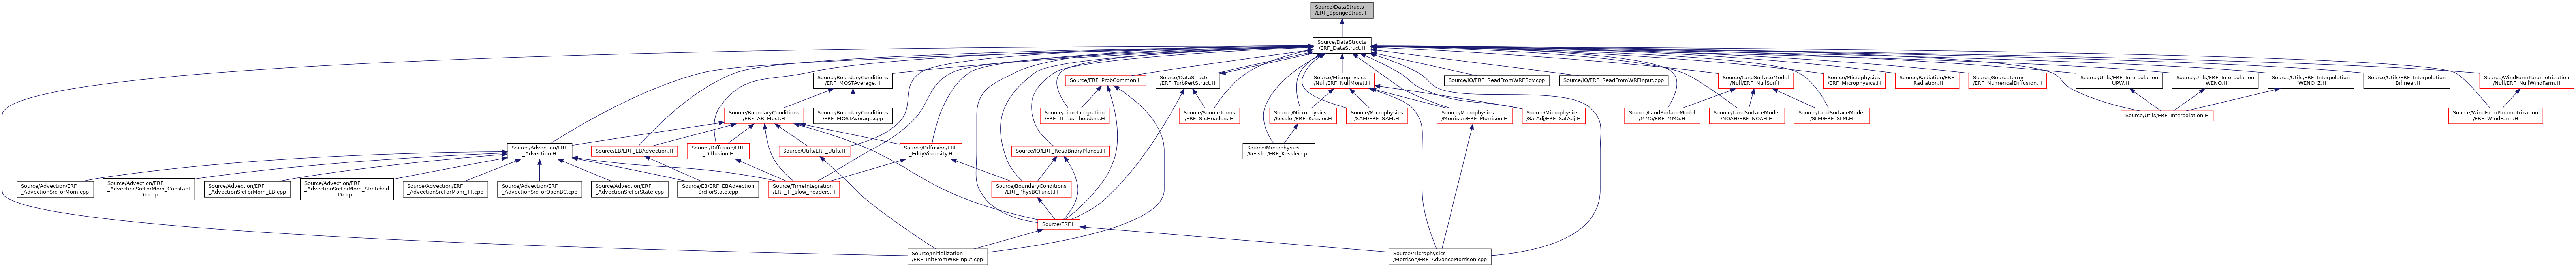 Source/DataStructs
/ERF_SpongeStruct.H
Source/DataStructs
/ERF_DataStruct.H
Source/BoundaryConditions
/ERF_MOSTAverage.H
Source/ERF_ProbCommon.H
Source/DataStructs
/ERF_TurbPertStruct.H
Source/Microphysics
/Null/ERF_NullMoist.H
Source/IO/ERF_ReadFromWRFBdy.cpp
Source/IO/ERF_ReadFromWRFInput.cpp
Source/LandSurfaceModel
/Null/ERF_NullSurf.H
Source/Microphysics
/ERF_Microphysics.H
Source/Radiation/ERF
_Radiation.H
Source/SourceTerms
/ERF_NumericalDiffusion.H
Source/Utils/ERF_Interpolation
_UPW.H
Source/Utils/ERF_Interpolation
_WENO.H
Source/Utils/ERF_Interpolation
_WENO_Z.H
Source/Utils/ERF_Interpolation
_Bilinear.H
Source/WindFarmParametrization
/Null/ERF_NullWindFarm.H
Source/BoundaryConditions
/ERF_ABLMost.H
Source/BoundaryConditions
/ERF_MOSTAverage.cpp
Source/TimeIntegration
/ERF_TI_fast_headers.H
Source/SourceTerms
/ERF_SrcHeaders.H
Source/Microphysics
/Kessler/ERF_Kessler.H
Source/Microphysics
/SAM/ERF_SAM.H
Source/Microphysics
/Morrison/ERF_Morrison.H
Source/Microphysics
/SatAdj/ERF_SatAdj.H
Source/LandSurfaceModel
/MM5/ERF_MM5.H
Source/LandSurfaceModel
/NOAH/ERF_NOAH.H
Source/LandSurfaceModel
/SLM/ERF_SLM.H
Source/Utils/ERF_Interpolation.H
Source/WindFarmParametrization
/ERF_WindFarm.H
Source/Advection/ERF
_Advection.H
Source/EB/ERF_EBAdvection.H
Source/Diffusion/ERF
_Diffusion.H
Source/Utils/ERF_Utils.H
Source/Diffusion/ERF
_EddyViscosity.H
Source/IO/ERF_ReadBndryPlanes.H
Source/Microphysics
/Kessler/ERF_Kessler.cpp
Source/Advection/ERF
_AdvectionSrcForMom.cpp
Source/Advection/ERF
_AdvectionSrcForMom_Constant
Dz.cpp
Source/Advection/ERF
_AdvectionSrcForMom_EB.cpp
Source/Advection/ERF
_AdvectionSrcForMom_Stretched
Dz.cpp
Source/Advection/ERF
_AdvectionSrcForMom_TF.cpp
Source/Advection/ERF
_AdvectionSrcForOpenBC.cpp
Source/Advection/ERF
_AdvectionSrcForState.cpp
Source/EB/ERF_EBAdvection
SrcForState.cpp
Source/TimeIntegration
/ERF_TI_slow_headers.H
Source/BoundaryConditions
/ERF_PhysBCFunct.H
Source/ERF.H
Source/Initialization
/ERF_InitFromWRFInput.cpp
Source/Microphysics
/Morrison/ERF_AdvanceMorrison.cpp